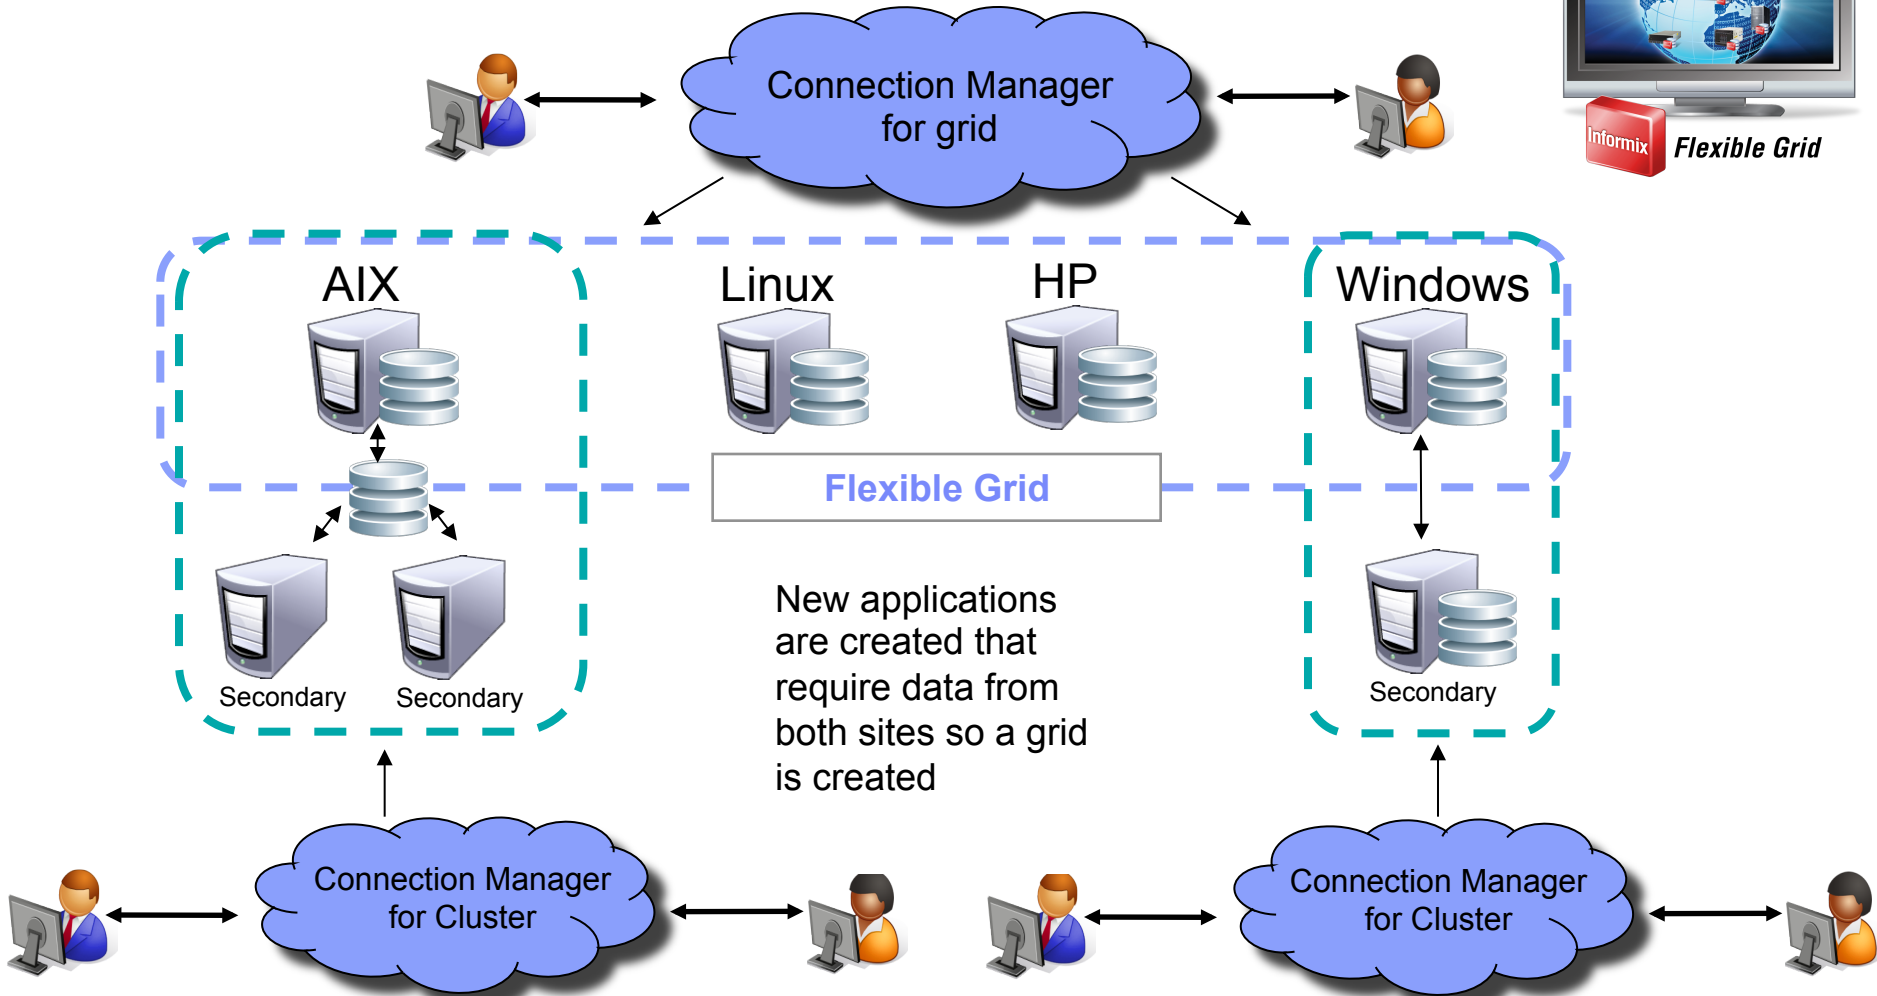 Connection Manager
for grid
Informix
Flexible Grid
AIX
Linux
HP
Windows
Flexible Grid
Secondary
Secondary
Secondary
New applications
are created that
require data from
both sites so a grid
is created
Connection Manager
for Cluster
Connection Manager
for Cluster